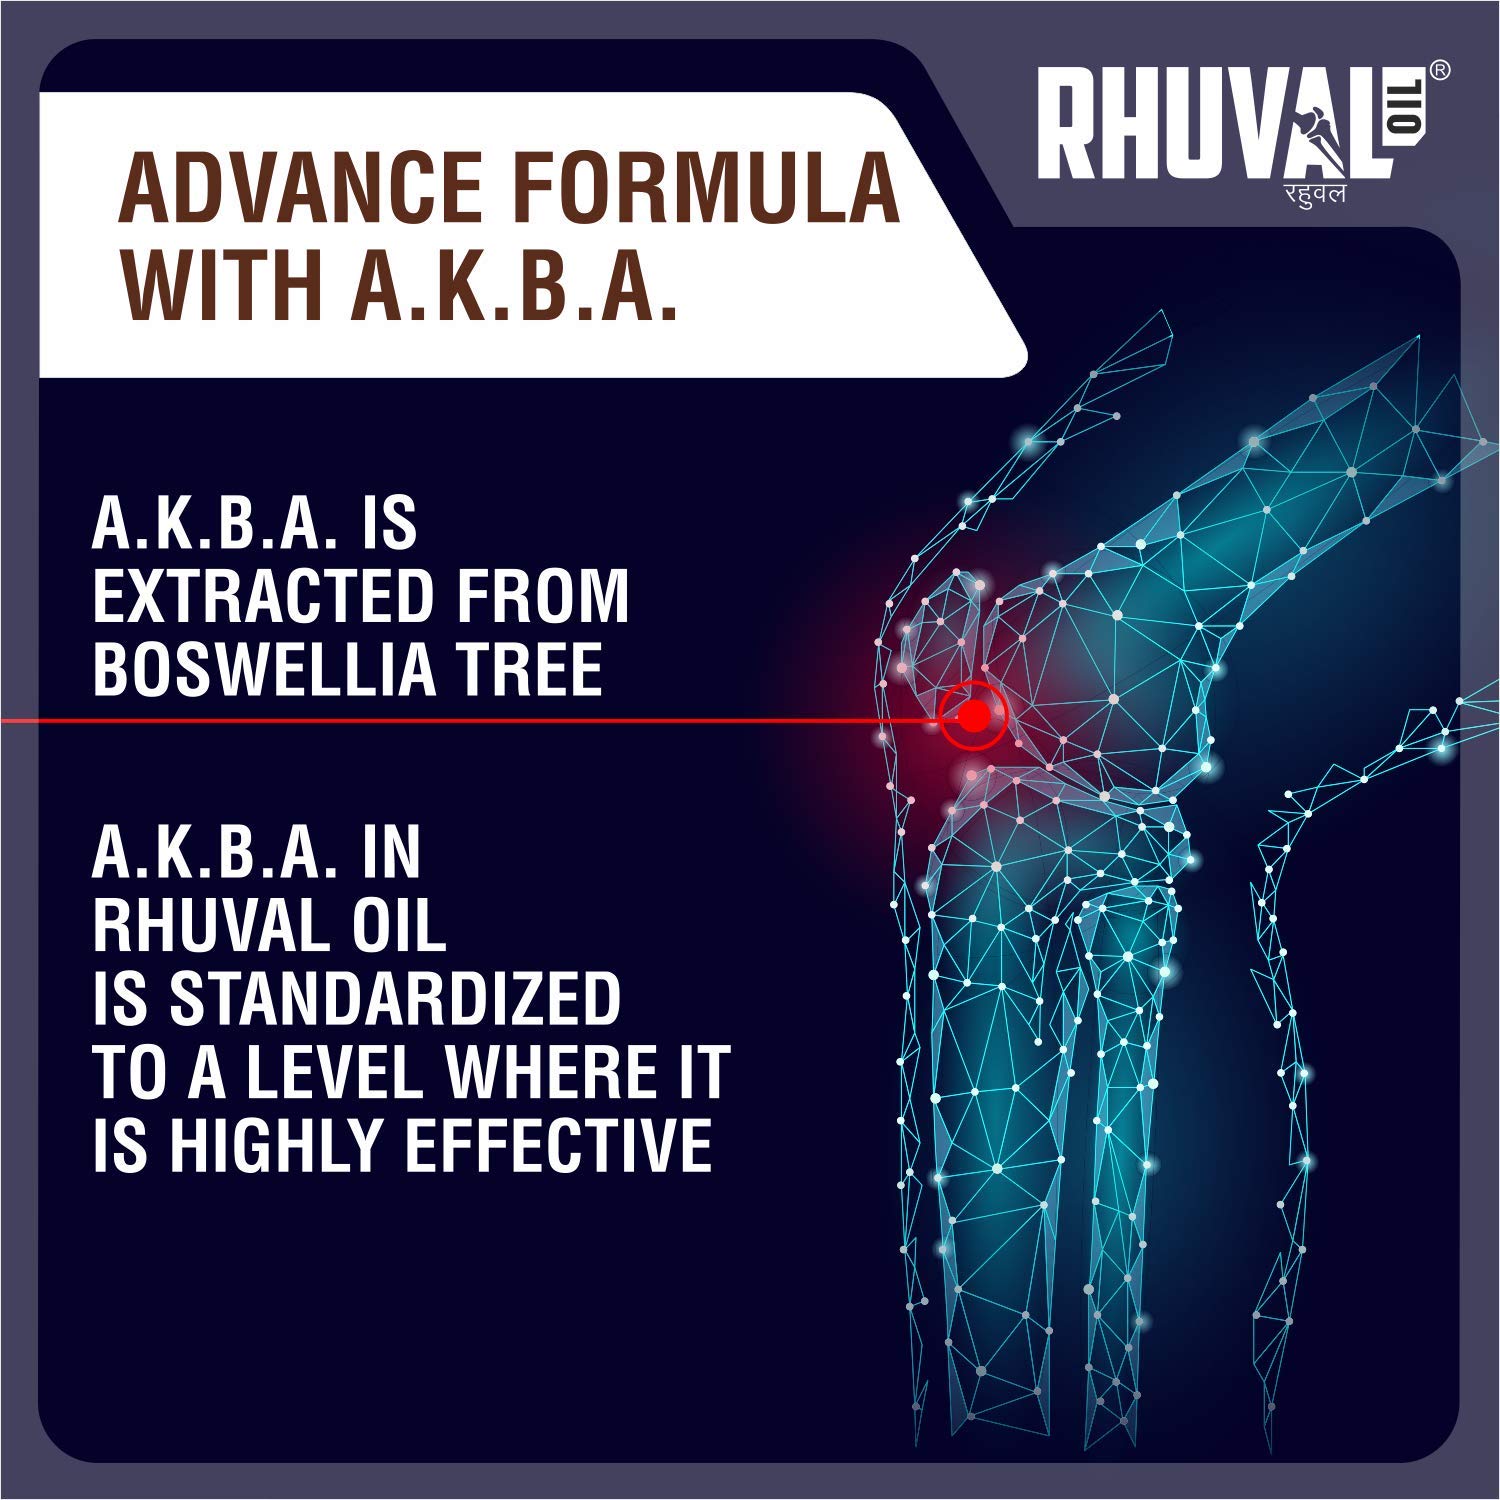 RHUVAL OIL®
रहुवल
ADVANCE FORMULA
WITH A.K.B.A.
A.K.B.A. IS
EXTRACTED FROM
BOSWELLIA TREE
A.K.B.A. IN
RHUVAL OIL
IS STANDARDIZED
TO A LEVEL WHERE IT
IS HIGHLY EFFECTIVE